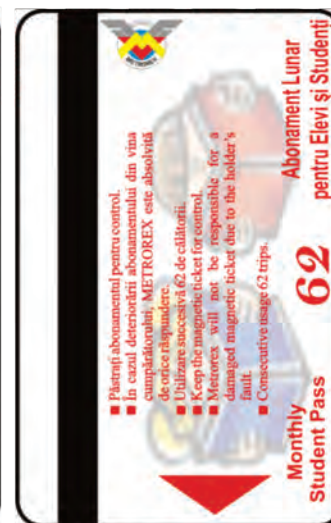 METROREX
■ Păstrați abonamentul pentru control.
■ În cazul deteriorării abonamentului din vina
cumpărătorului, METROREX este absolvită
de orice răspundere.
■ Utilizare succesivă 62 de călătorii.
■ Keep the magnetic ticket for control.
■ Metrorex will not be responsible for a
damaged magnetic ticket due to the holder's
fault.
■ Consecutive usage 62 trips.
Monthly
Student Pass
62
Abonament Lunar
pentru Elevi și Studenți